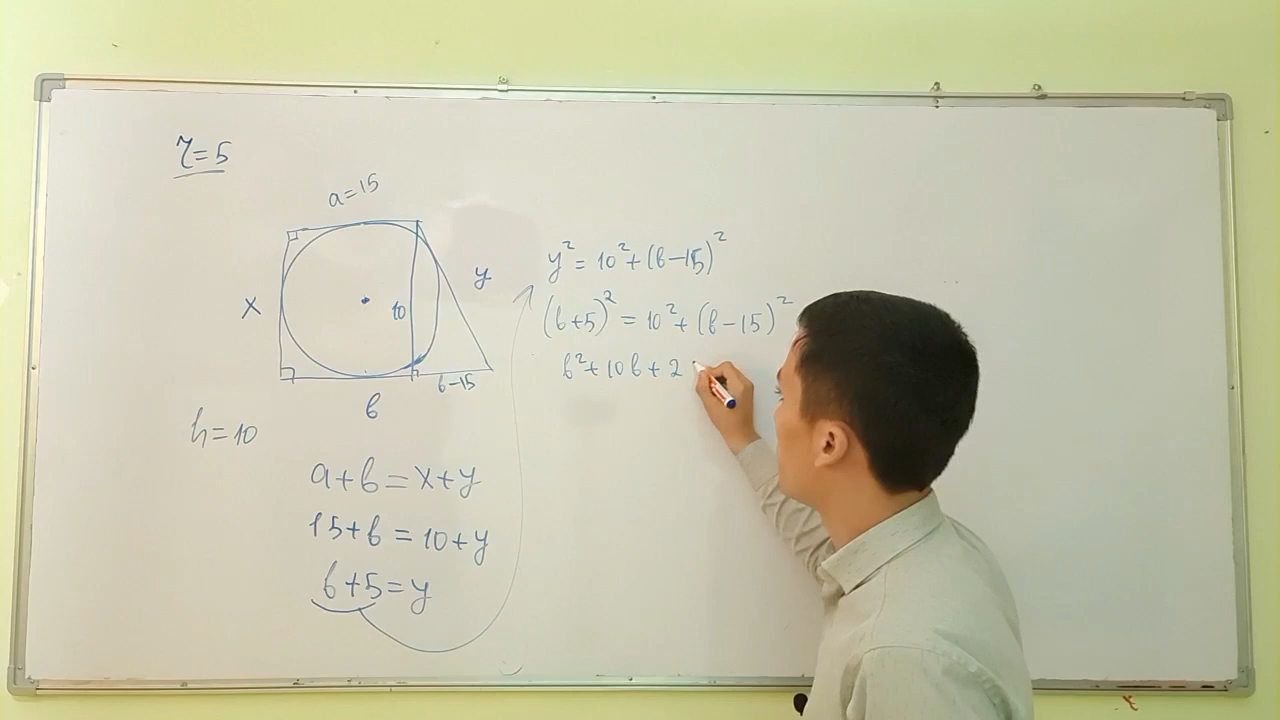 r=5
a=15
x
y
10
b-15
b
h=10
a+b=x+y
15+b=10+y
b+5=y
y²=10²+(b-15)²
(b+5)²=10²+(b-15)²
b²+10b+2